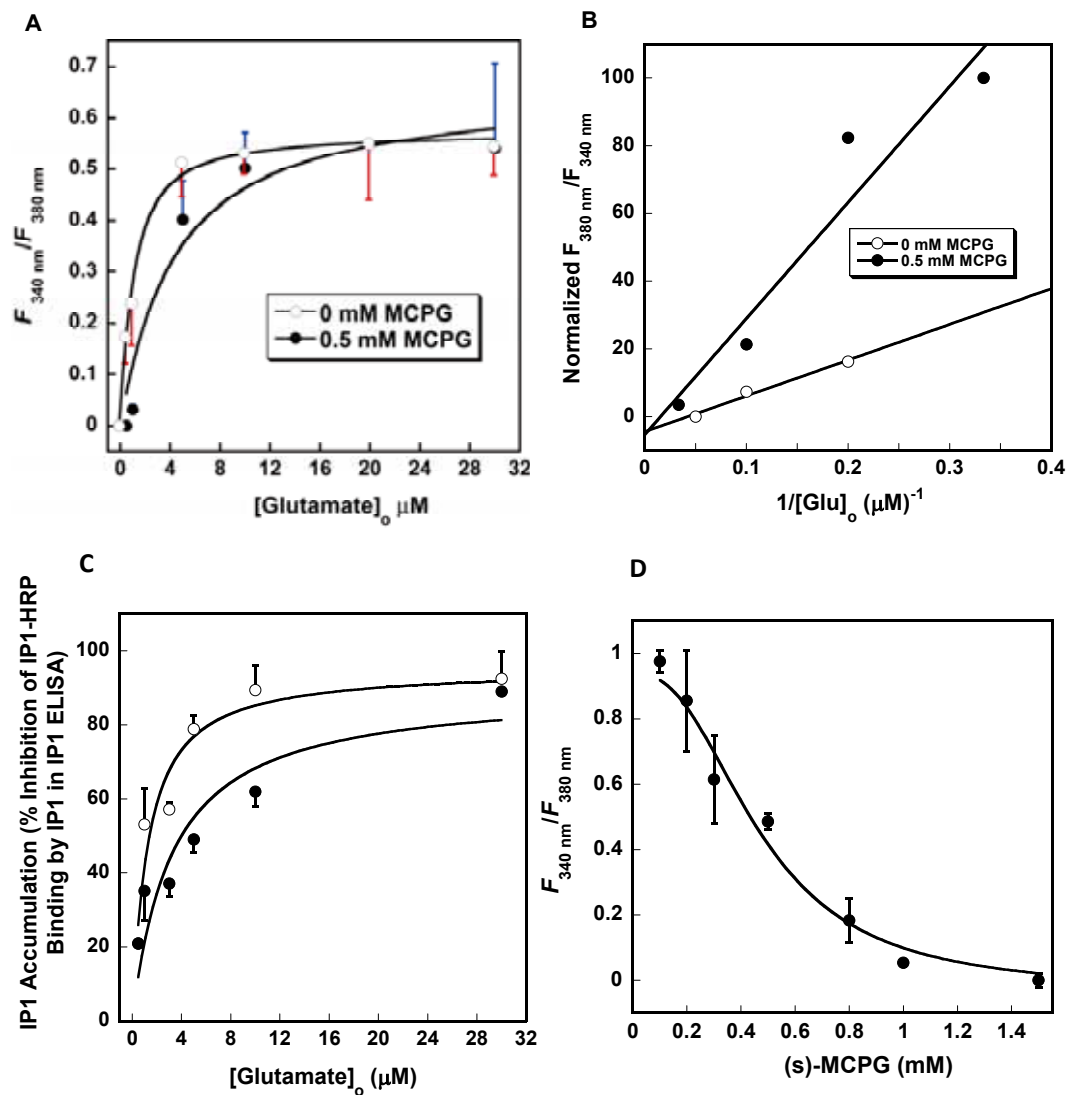 A
F 340 nm/F 380 nm
0.7
0.6
0.5
0.4
0.3
0.2
0.1
0
0 mM MCPG
0.5 mM MCPG
0 4 8 12 16 20 24 28 32
[Glutamate]o μM
B
Normalized F 380 nm/F 340 nm
100
80
60
40
20
0
0 mM MCPG
0.5 mM MCPG
0 0.1 0.2 0.3 0.4
1/[Glu]o (μM)-1
C
IP1 Accumulation (% Inhibition of IP1-HRP
Binding by IP1 in IP1 ELISA)
100
80
60
40
20
0
0 4 8 12 16 20 24 28 32
[Glutamate]o (μM)
D
F 340 nm/F 380 nm
1
0.8
0.6
0.4
0.2
0
0 0.2 0.4 0.6 0.8 1 1.2 1.4
(s)-MCPG (mM)